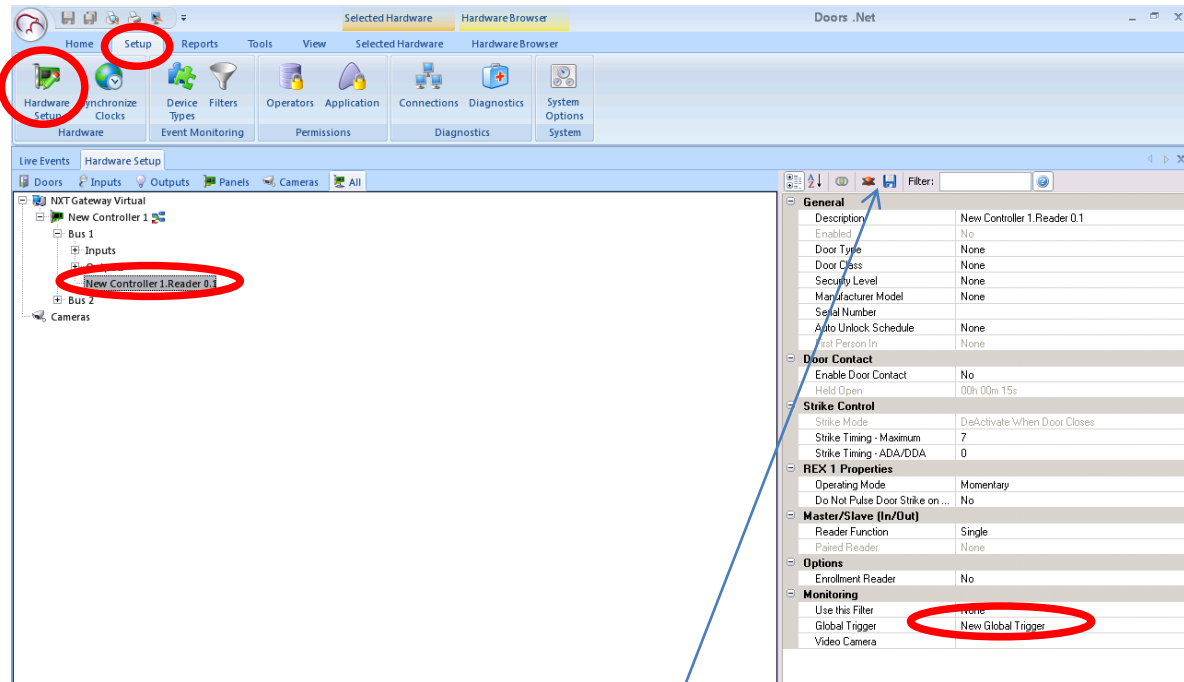 Selected Hardware Hardware Browser Doors .Net
Home Setup Reports Tools View Selected Hardware Hardware Browser
Hardware Setup
Synchronize Clocks
Device Types
Filters
Operators
Application
Connections
Diagnostics
System Options
Hardware Event Monitoring Permissions Diagnostics System
Live Events Hardware Setup
Doors Inputs Outputs Panels Cameras All
Filter:
NXT Gateway Virtual
New Controller 1
Bus 1
Inputs
Outputs
New Controller 1.Reader 0.1
Bus 2
Cameras
General
Description New Controller 1.Reader 0.1
Enabled No
Door Type None
Door Class None
Security Level None
Manufacturer Model None
Serial Number
Auto Unlock Schedule None
First Person In None
Door Contact
Enable Door Contact No
Held Open 00h 00m 15s
Strike Control
Strike Mode DeActivate When Door Closes
Strike Timing - Maximum 7
Strike Timing - ADA/DDA 0
REX 1 Properties
Operating Mode Momentary
Do Not Pulse Door Strike on ... No
Master/Slave (In/Out)
Reader Function Single
Paired Reader None
Options
Enrollment Reader No
Monitoring
Use this Filter None
Global Trigger New Global Trigger
Video Camera